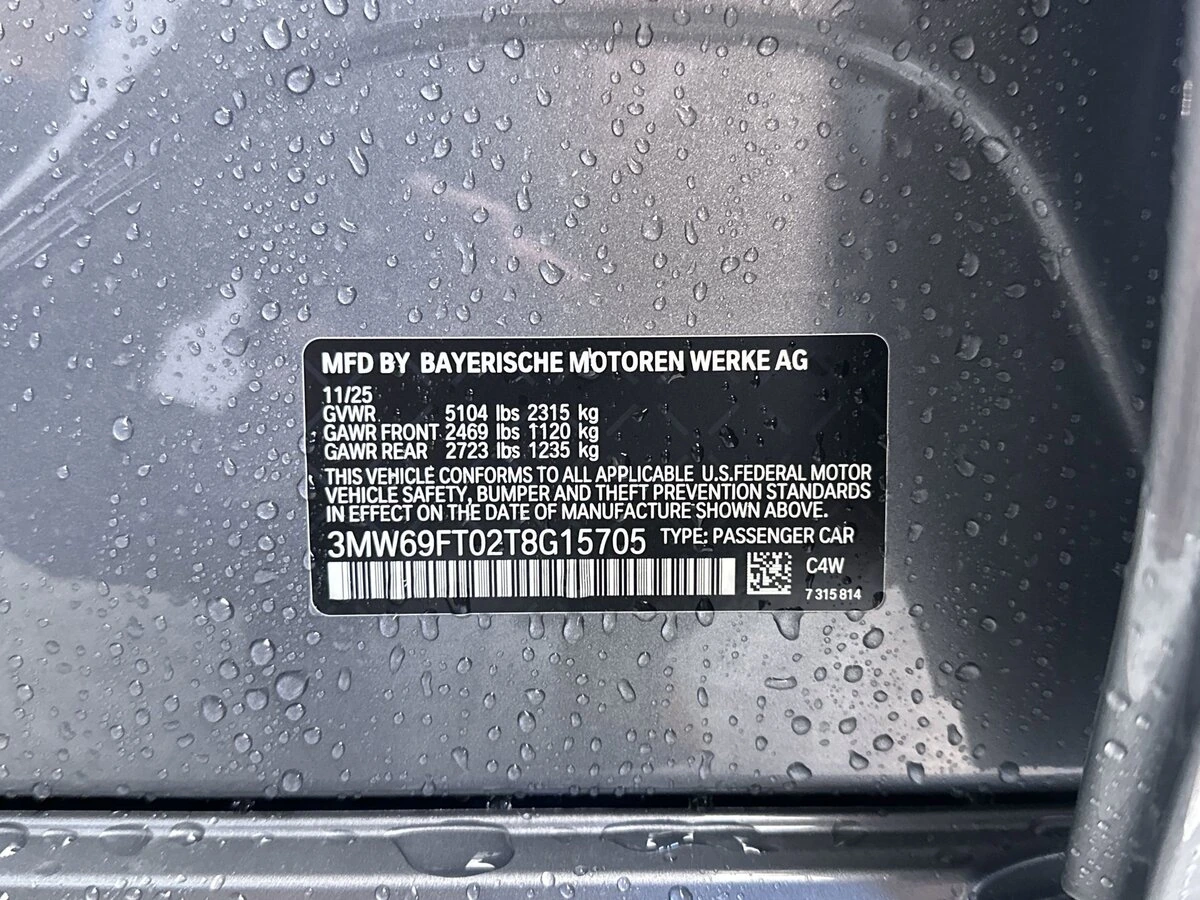 MFD BY BAYERISCHE MOTOREN WERKE AG
11/25
GVWR 5104 lbs 2315 kg
GAWR FRONT 2469 lbs 1120 kg
GAWR REAR 2723 lbs 1235 kg
THIS VEHICLE CONFORMS TO ALL APPLICABLE U.S.FEDERAL MOTOR
VEHICLE SAFETY, BUMPER AND THEFT PREVENTION STANDARDS
IN EFFECT ON THE DATE OF MANUFACTURE SHOWN ABOVE.
3MW69FT02T8G15705 TYPE: PASSENGER CAR
C4W
7 315 814